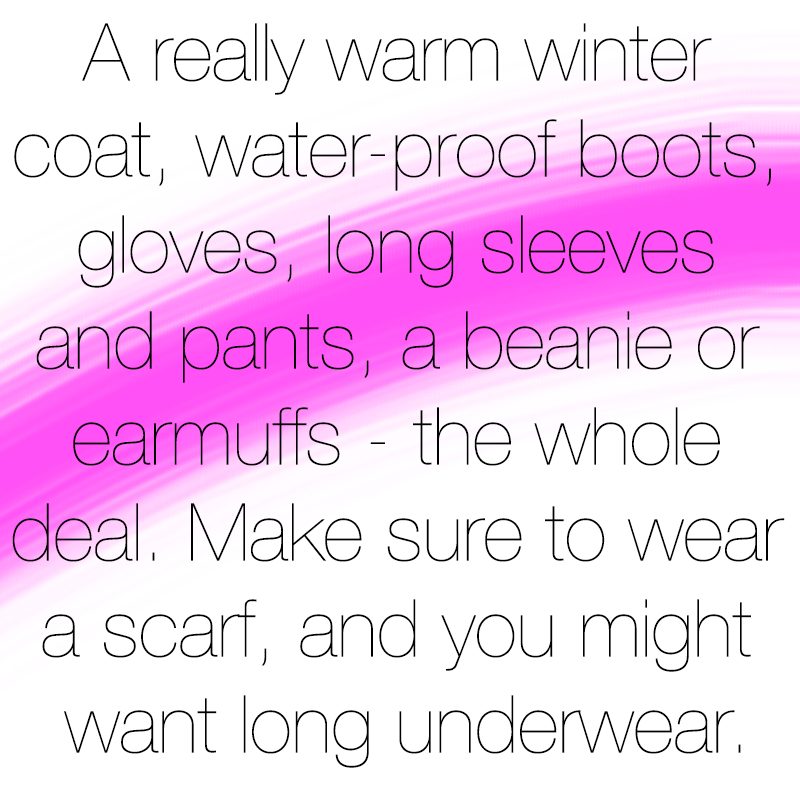 A really warm winter
coat, water-proof boots,
gloves, long sleeves
and pants, a beanie or
earmuffs - the whole
deal. Make sure to wear
a scarf, and you might
want long underwear.